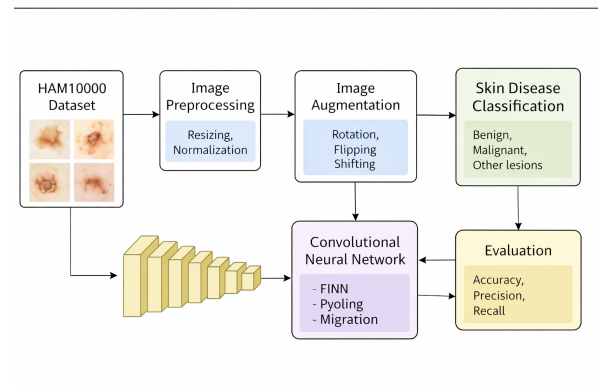 HAM10000
Dataset
Image
Preprocessing
Resizing,
Normalization
Image
Augmentation
Rotation,
Flipping
Shifting
Skin Disease
Classification
Benign,
Malignant,
Other lesions
Convolutional
Neural Network
- FINN
- Pyoling
- Migration
Evaluation
Accuracy,
Precision,
Recall